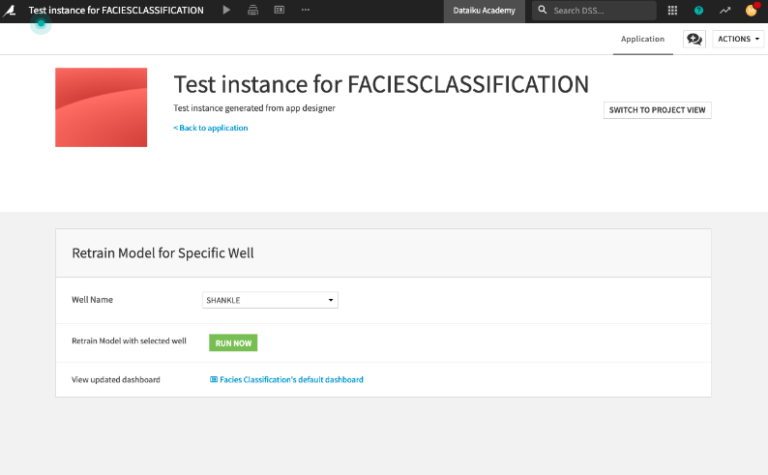 Test instance for FACIESCLASSIFICATION
Dataiku Academy
Search DSS...
Application
ACTIONS
Test instance for FACIESCLASSIFICATION
Test instance generated from app designer
SWITCH TO PROJECT VIEW
< Back to application
Retrain Model for Specific Well
Well Name
SHANKLE
Retrain Model with selected well
RUN NOW
View updated dashboard
Facies Classification's default dashboard